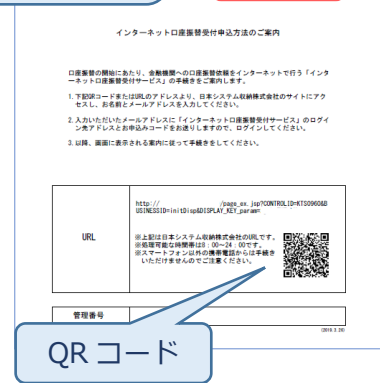 インターネット口座振替受付申込方法のご案内
口座振替の開始にあたり、金融機関への口座振替依頼をインターネットで行う「インタ
ーネット口座振替受付サービス」の手続きをご案内します。
1. 下記QRコードまたはURLのアドレスより、日本システム収納株式会社のサイトにアク
セスし、お名前とメールアドレスを入力してください。
2. 入力いただいたメールアドレスに「インターネット口座振替受付サービス」のログイ
ン先アドレスとお申込みコードをお送りしますので、ログインしてください。
3. 以降、画面に表示される案内に従って手続きをしてください。
http:// /page_ex.jsp?CONTROLID=KTS0960&B
USINESSID=initDisp&DISPLAY_KEY_param=
URL
※上記は日本システム収納株式会社のURLです。
※処理可能な時間帯は8:00~24:00です。
※スマートフォン以外の携帯電話からは手続き
いただけませんのでご注意ください。
管理番号
(2019.3.20)
QRコード